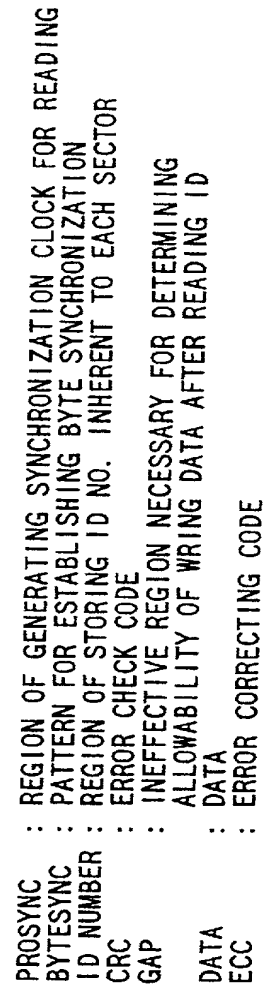 PROSYNC : REGION OF GENERATING SYNCHRONIZATION CLOCK FOR READING
BYTESYNC : PATTERN FOR ESTABLISHING BYTE SYNCHRONIZATION
ID NUMBER : REGION OF STORING ID NO. INHERENT TO EACH SECTOR
CRC : ERROR CHECK CODE
GAP : INEFFECTIVE REGION NECESSARY FOR DETERMINING
ALLOWABILITY OF WRING DATA AFTER READING ID
DATA : DATA
ECC : ERROR CORRECTING CODE